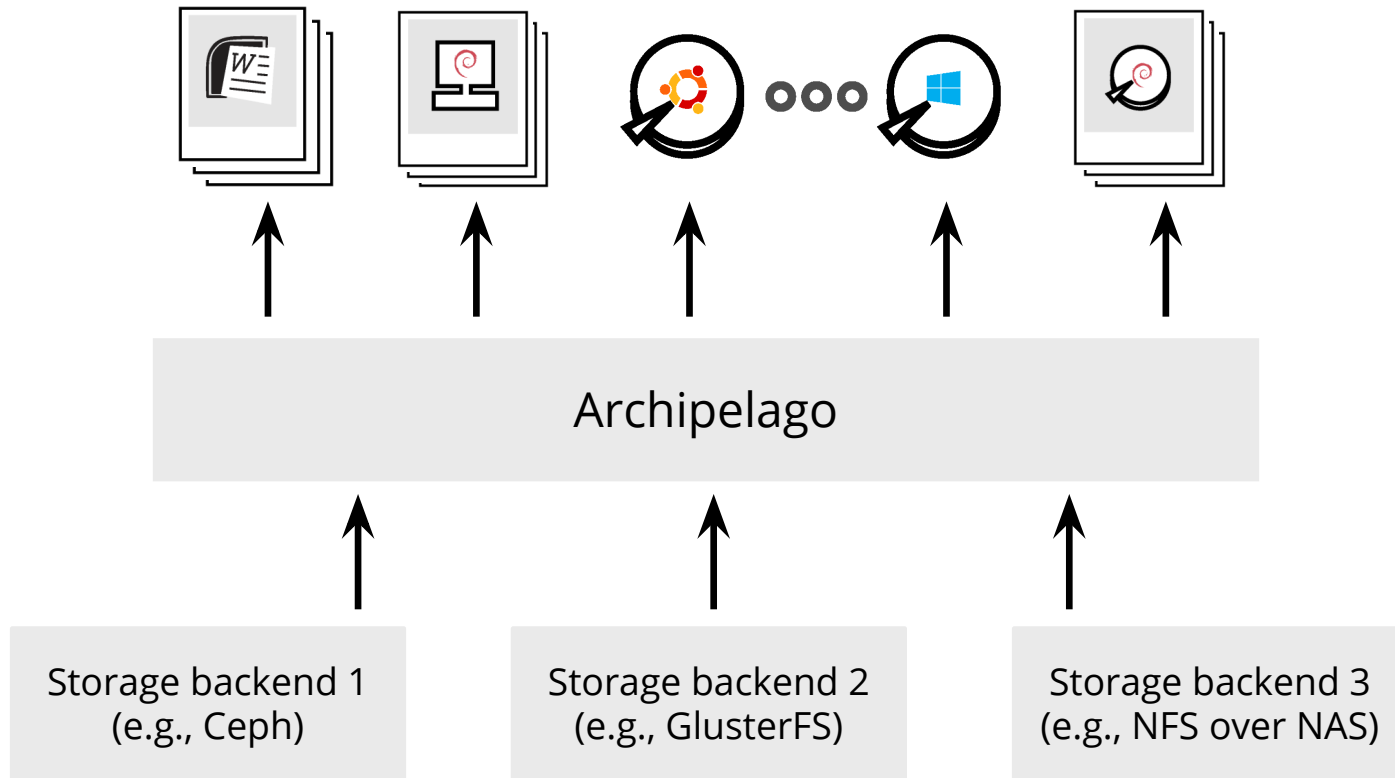 W
Archipelago
Storage backend 1
(e.g., Ceph)
Storage backend 2
(e.g., GlusterFS)
Storage backend 3
(e.g., NFS over NAS)